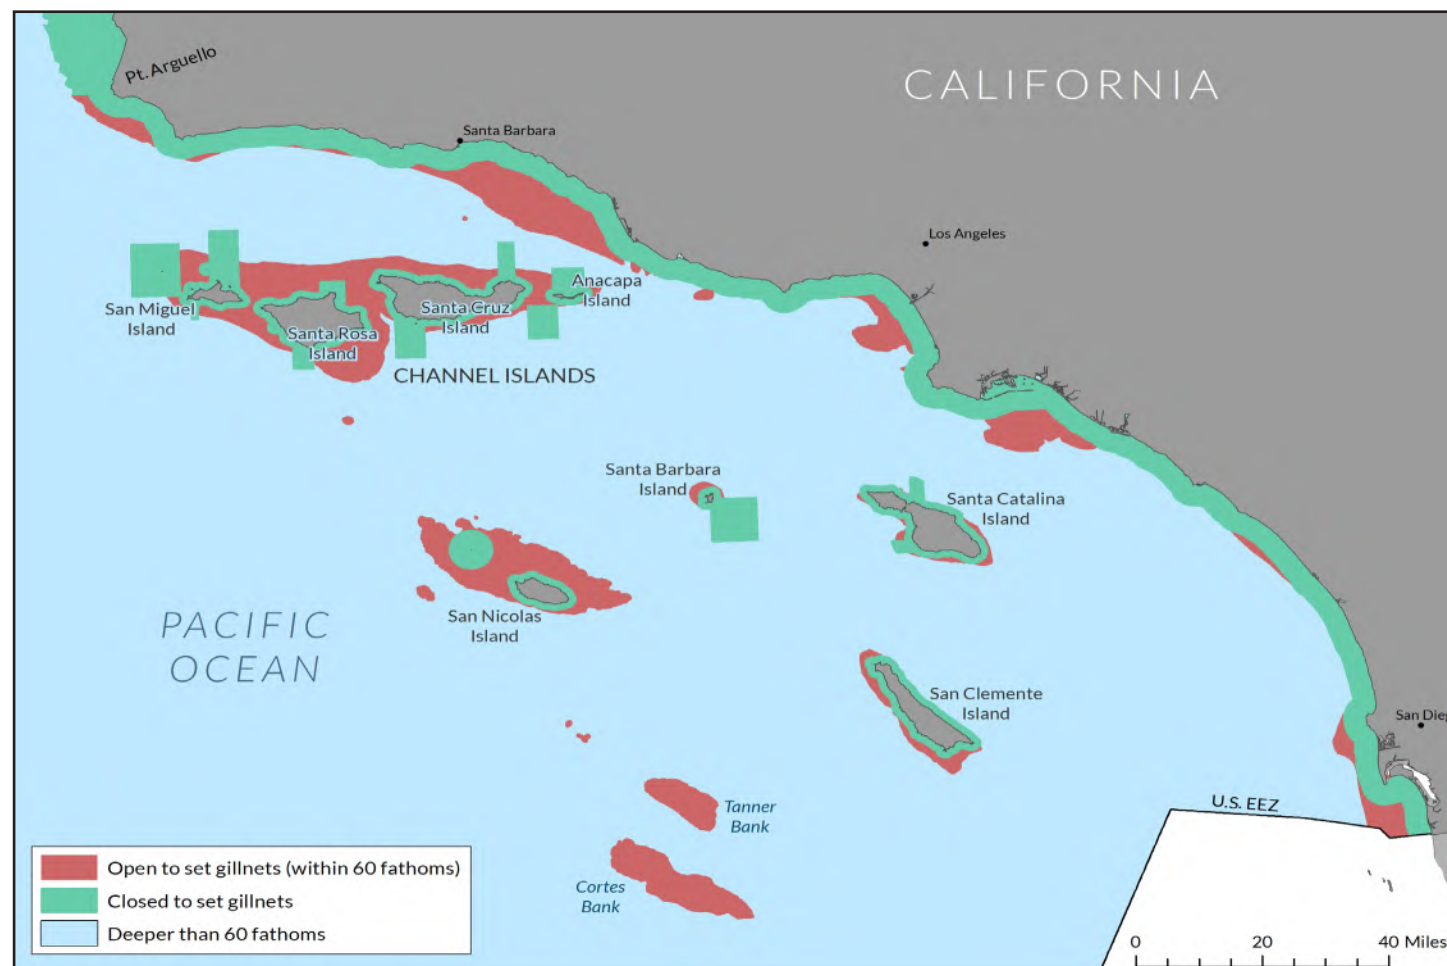 Pt. Arguello
CALIFORNIA
Santa Barbara
Los Angeles
San Miguel
Island
Santa Rosa
Island
Santa Cruz
Island
Anacapa
Island
CHANNEL ISLANDS
Santa Barbara
Island
Santa Catalina
Island
San Nicolas
Island
PACIFIC
OCEAN
San Clemente
Island
San Dieg
Tanner
Bank
U.S. EEZ
Cortes
Bank
Open to set gillnets (within 60 fathoms)
Closed to set gillnets
Deeper than 60 fathoms
0 20 40 Miles